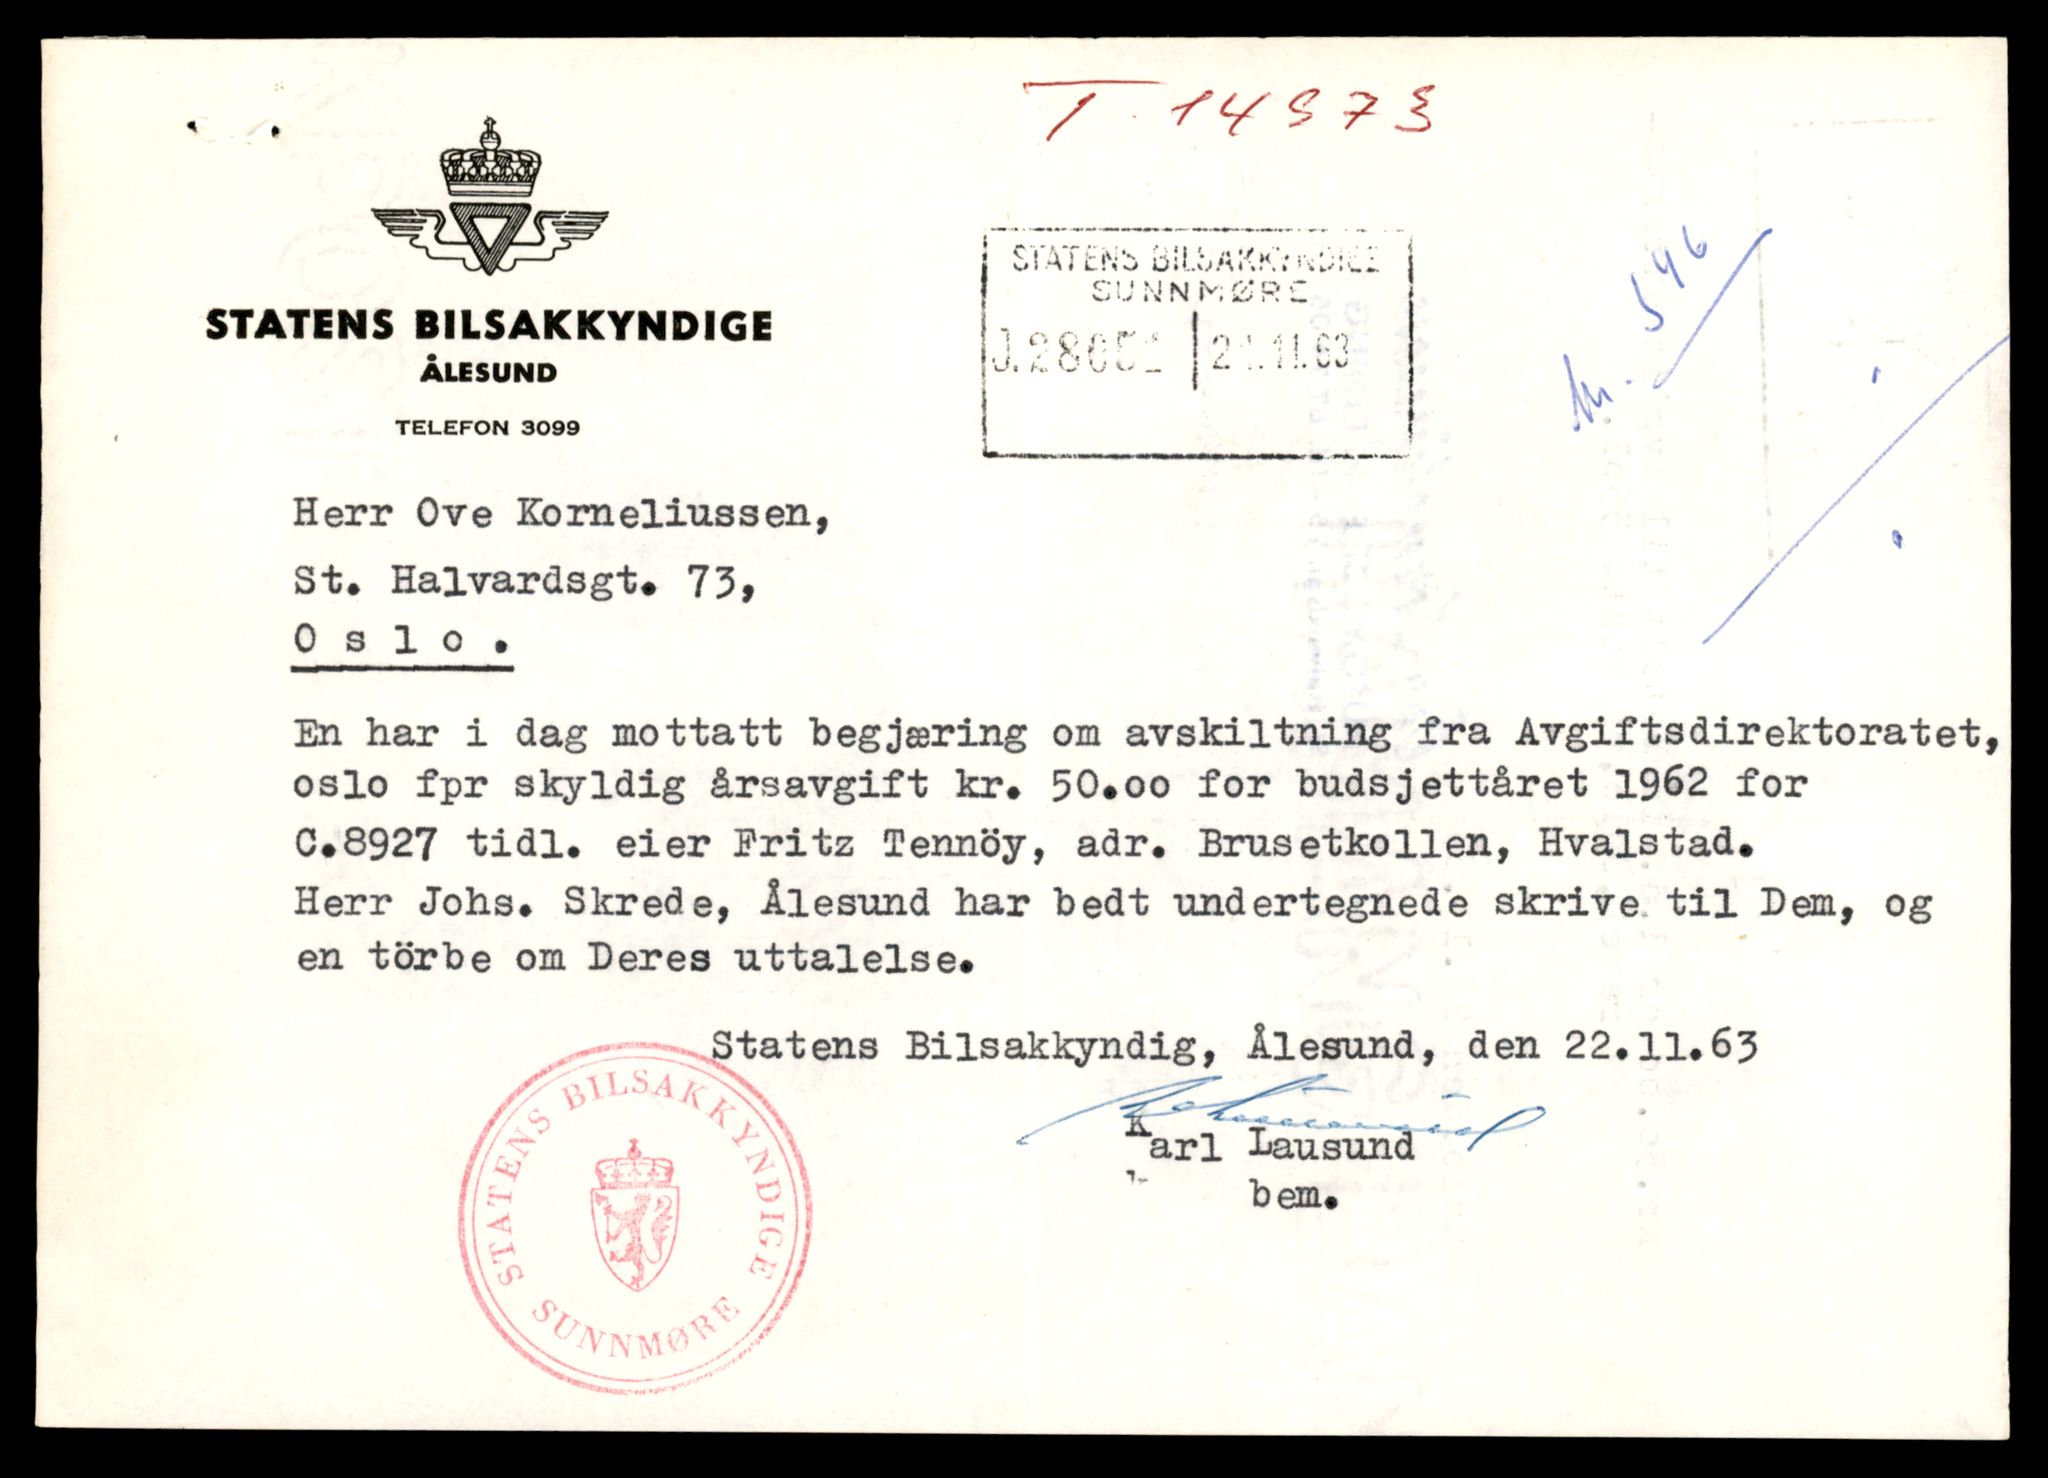 T. 14973
STATENS BILSAKKYNDIGE
ÅLESUND
TELEFON 3099
STATENS BILSAKKYNDIGE
SUNNMØRE
11.63
546
Herr Ove Korneliussen,
St. Halvardsgt. 73,
O s l o .
En har i dag mottatt begjæring om avskiltning fra Avgiftsdirektoratet,
oslo fpr skyldig årsavgift kr. 50.oo for budsjettåret 1962 for
C.8927 tidl. eier Fritz Tennöy, adr. Brusetkollen, Hvalstad.
Herr Johs. Skrede, Ålesund har bedt undertegnede skrive til Dem, og
en törbe om Deres uttalelse.
Statens Bilsakkyndig, Ålesund, den 22.11.63
Karl Lausund
bem.
STATENS BILSAKKYNDIGE
SUNNMØRE